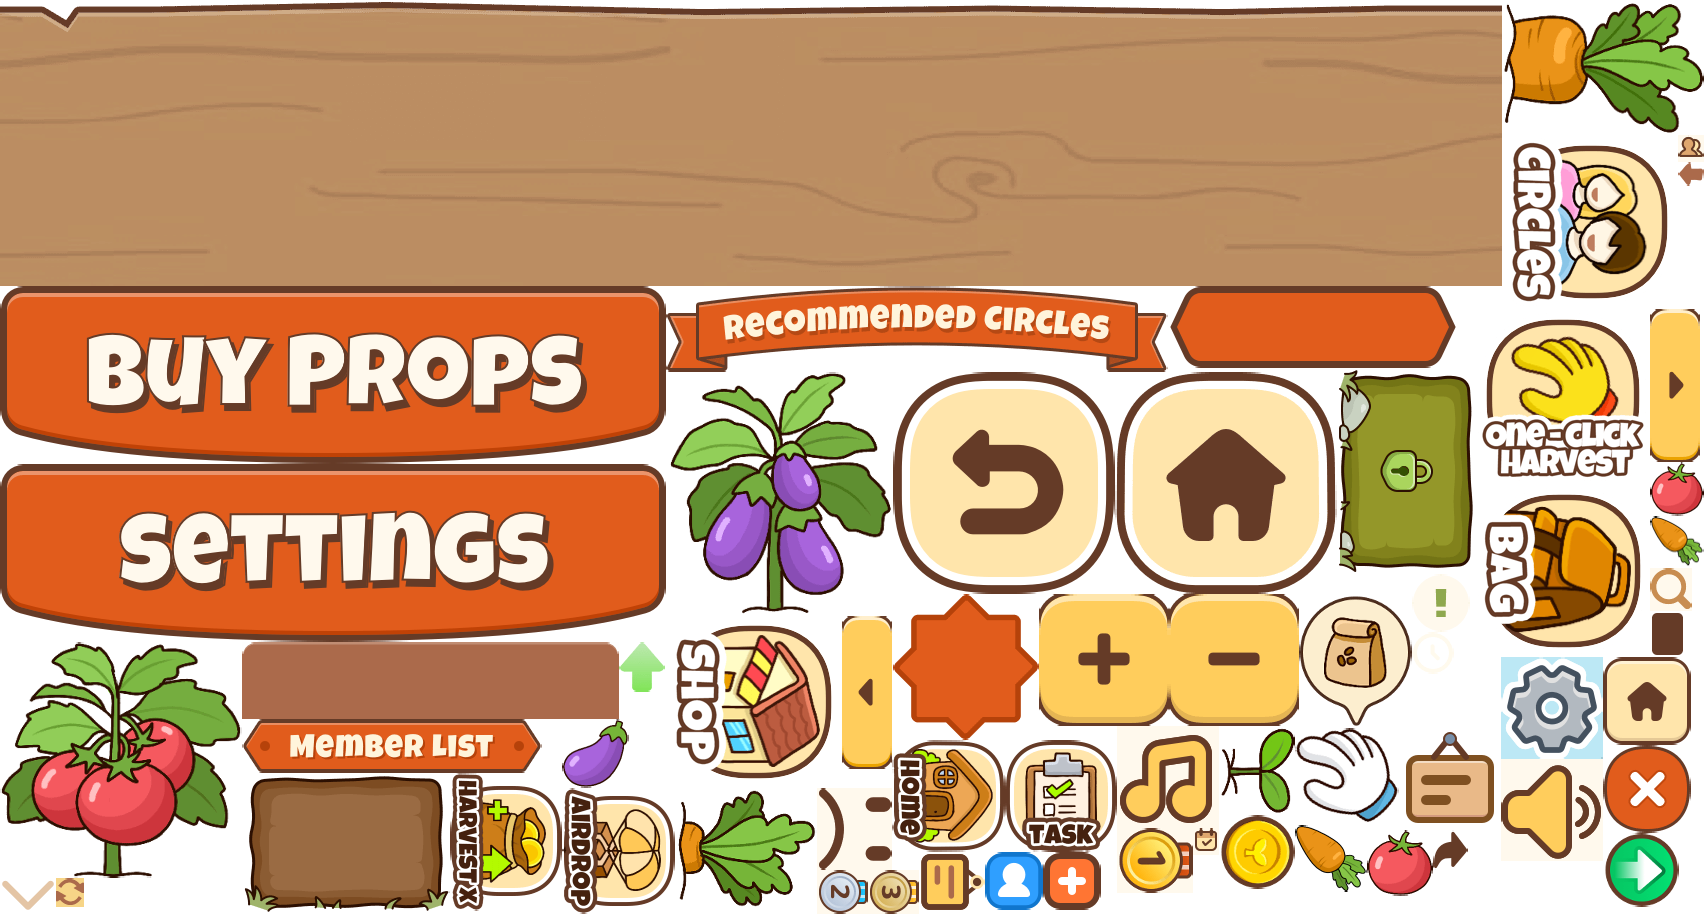 CIRCLES
BUY PROPS
RECOMMENDED CIRCLES
ONE-CLICK
HARVEST
SETTINGS
BAG
SHOP
MEMBER LIST
HOME
TASK
HARVEST X
AIRDROP
1
2
3